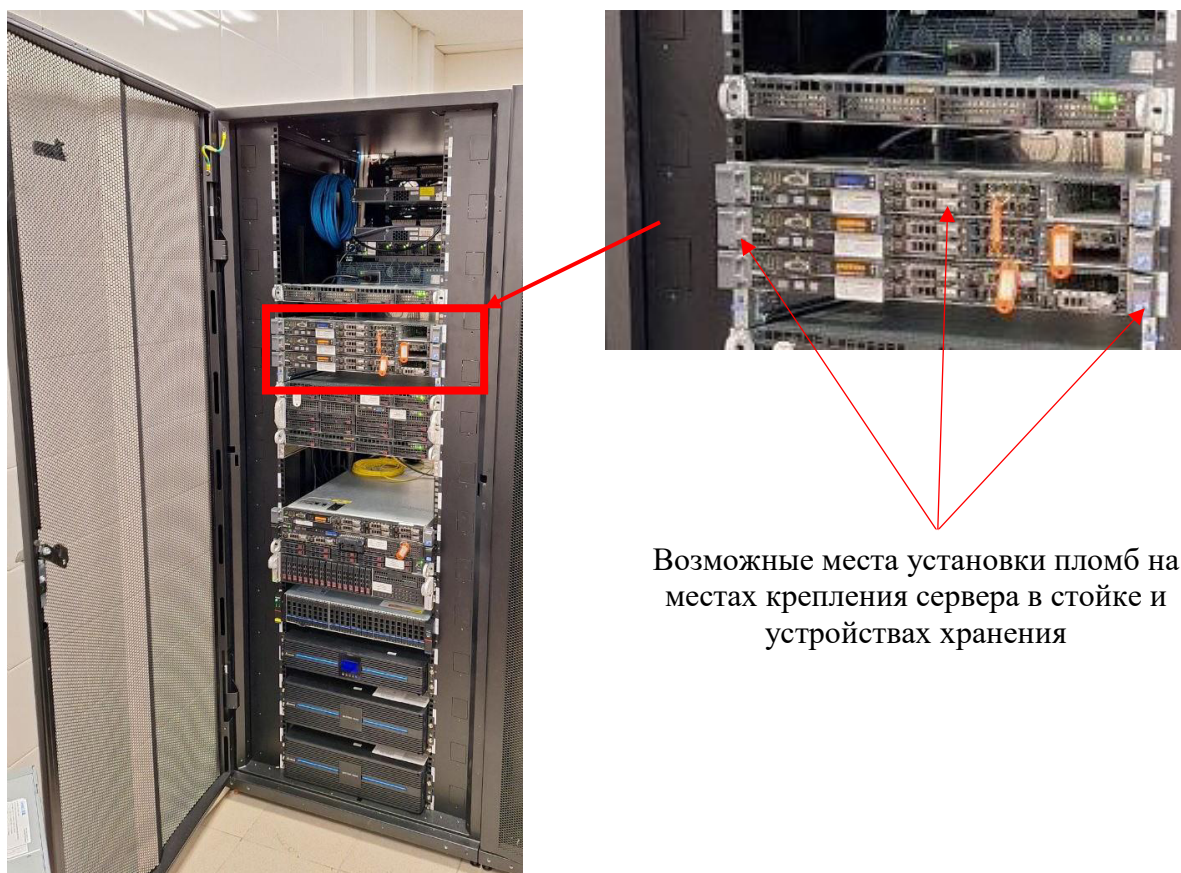 Возможные места установки пломб на
местах крепления сервера в стойке и
устройствах хранения